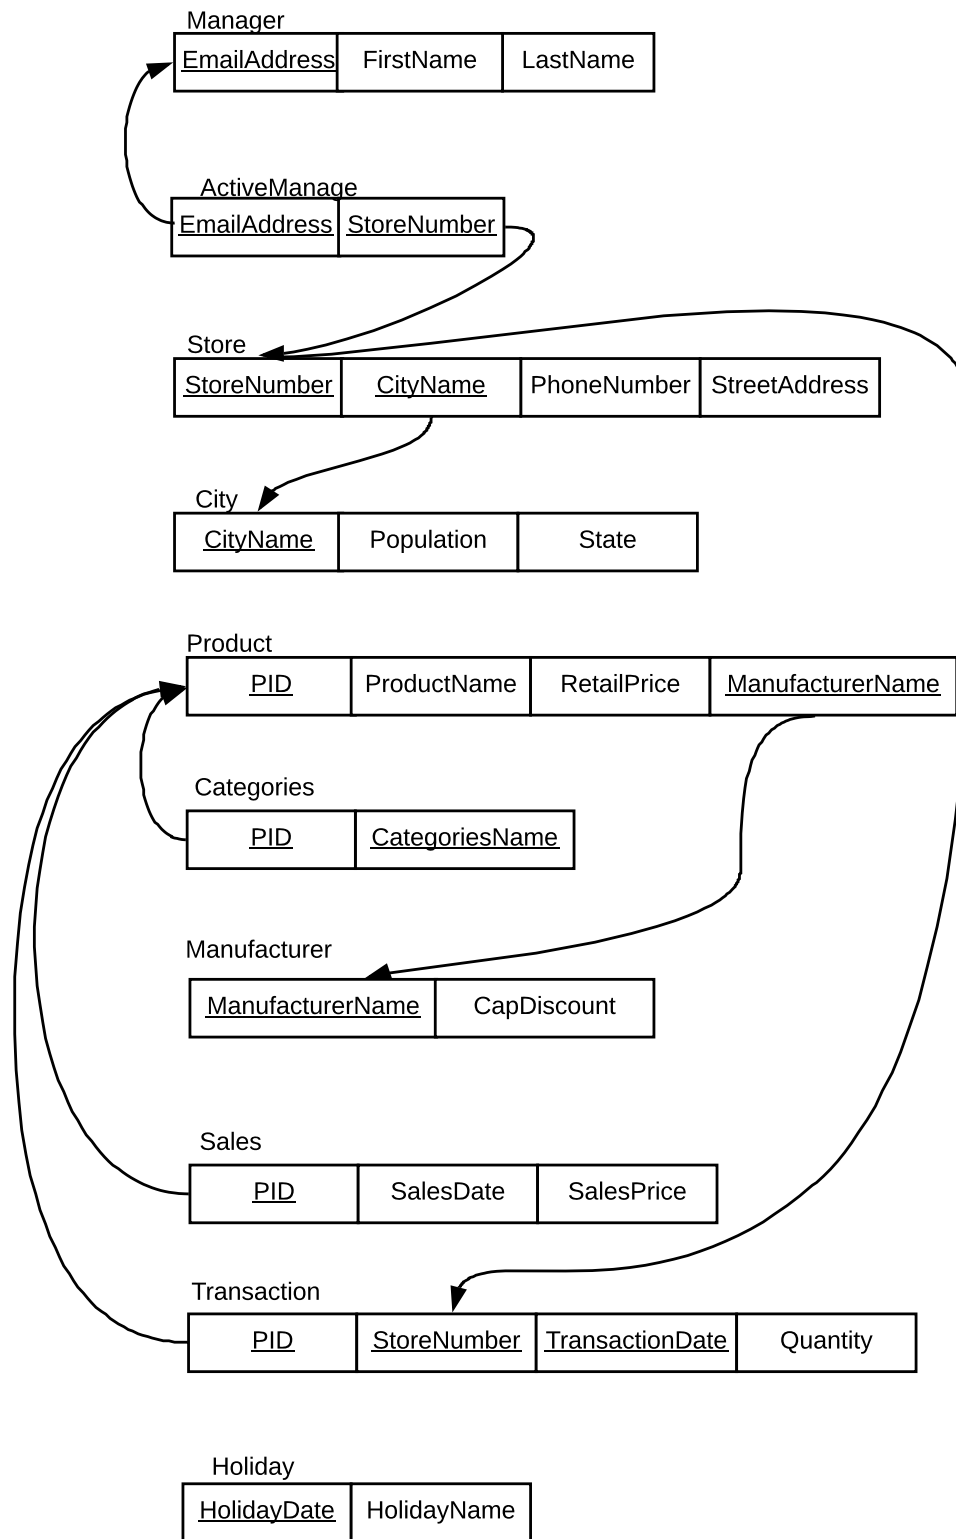 Manager
EmailAddress FirstName LastName
ActiveManage
EmailAddress StoreNumber
Store
StoreNumber CityName PhoneNumber StreetAddress
City
CityName Population State
Product
PID ProductName RetailPrice ManufacturerName
Categories
PID CategoriesName
Manufacturer
ManufacturerName CapDiscount
Sales
PID SalesDate SalesPrice
Transaction
PID StoreNumber TransactionDate Quantity
Holiday
HolidayDate HolidayName